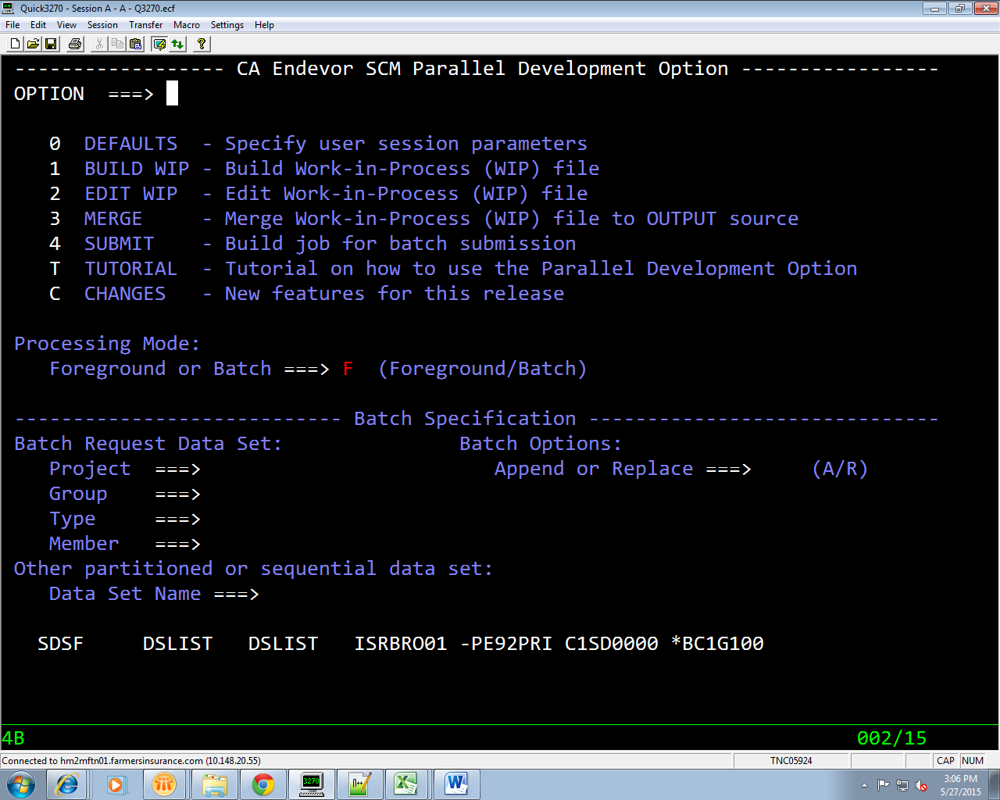 Quick3270 - Session A - A - Q3270.ecf
File Edit View Session Transfer Macro Settings Help
------------------ CA Endevor SCM Parallel Development Option -----------------
OPTION ===>
0 DEFAULTS - Specify user session parameters
1 BUILD WIP - Build Work-in-Process (WIP) file
2 EDIT WIP - Edit Work-in-Process (WIP) file
3 MERGE - Merge Work-in-Process (WIP) file to OUTPUT source
4 SUBMIT - Build job for batch submission
T TUTORIAL - Tutorial on how to use the Parallel Development Option
C CHANGES - New features for this release
Processing Mode:
Foreground or Batch ===> F (Foreground/Batch)
---------------------------- Batch Specification ------------------------------
Batch Request Data Set: Batch Options:
Project ===> Append or Replace ===> (A/R)
Group ===>
Type ===>
Member ===>
Other partitioned or sequential data set:
Data Set Name ===>
SDSF DSLIST DSLIST ISRBRO01 -PE92PRI C1SD0000 *BC1G100
4B 002/15
Connected to hm2mftn01.farmersinsurance.com (10.148.20.55) TNC05924 CAP NUM
3270
3:06 PM
5/27/2015